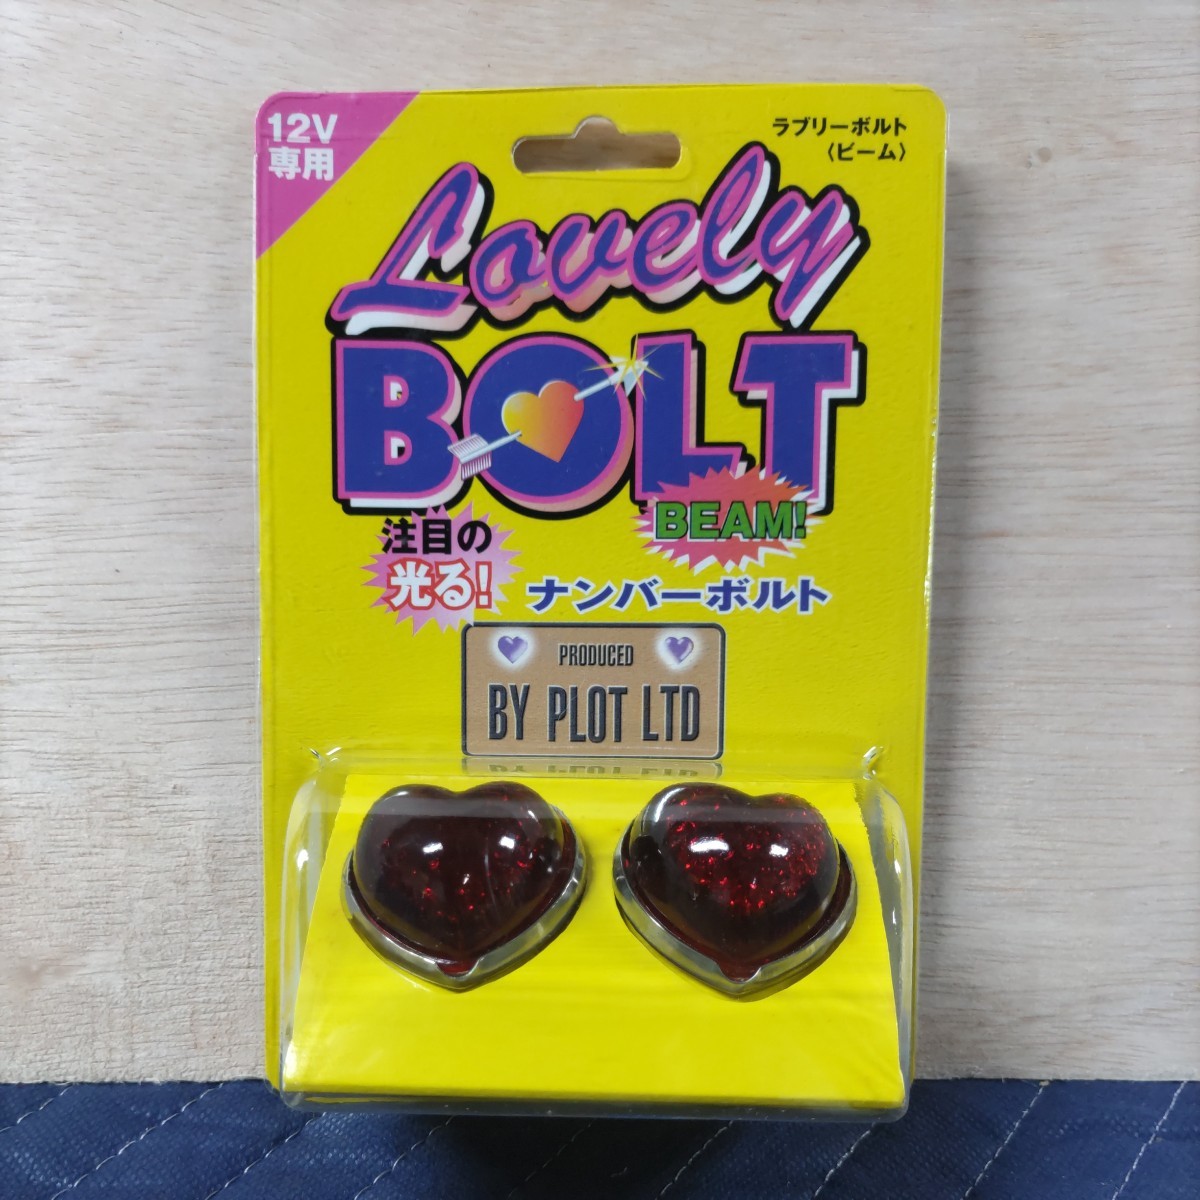 12V
専用
ラブリーボルト
〈ビーム〉
Lovely
BOLT
BEAM!
注目の
光る!
ナンバーボルト
PRODUCED
BY PLOT LTD